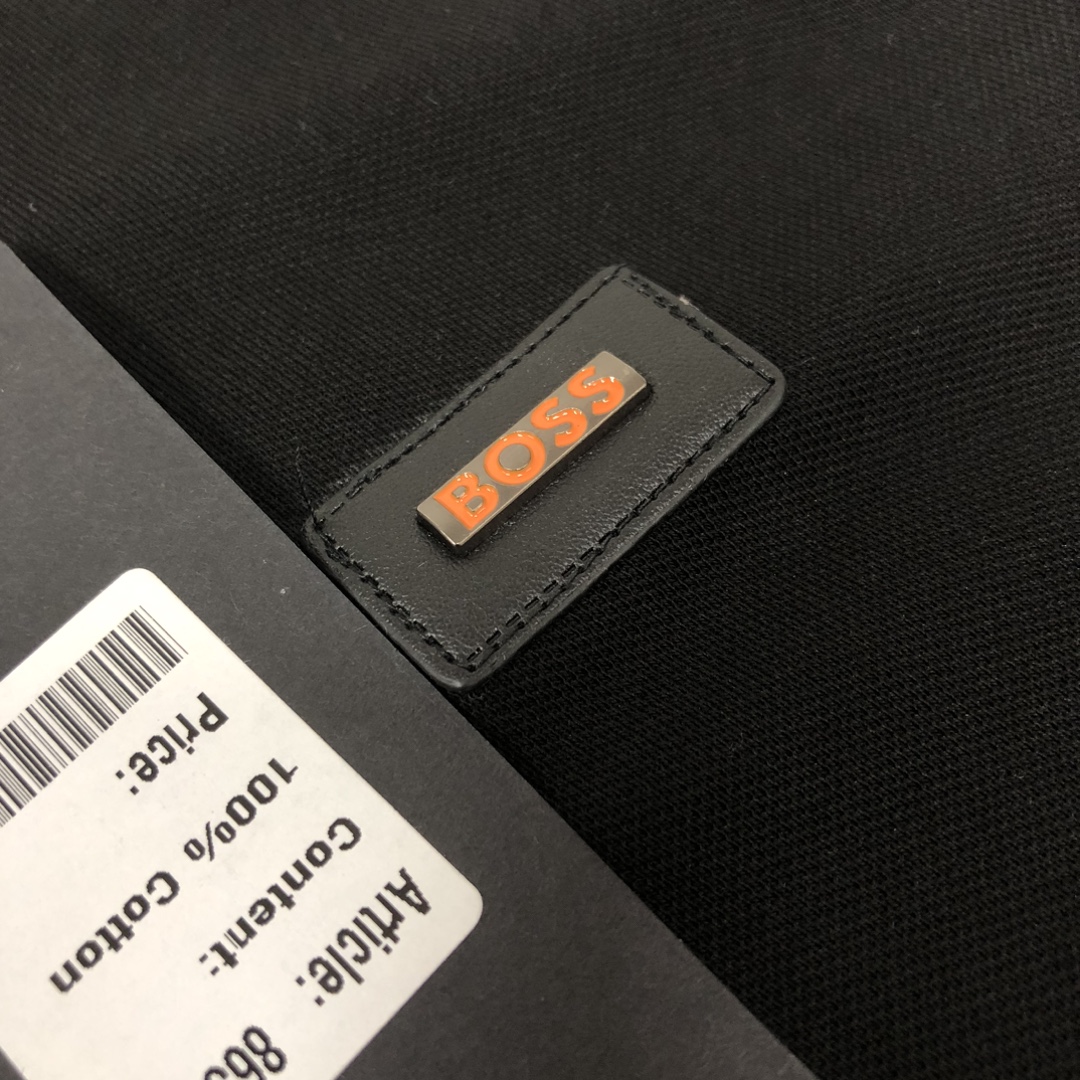 BOSS
Article:
Content:
100% Cotton
Price: